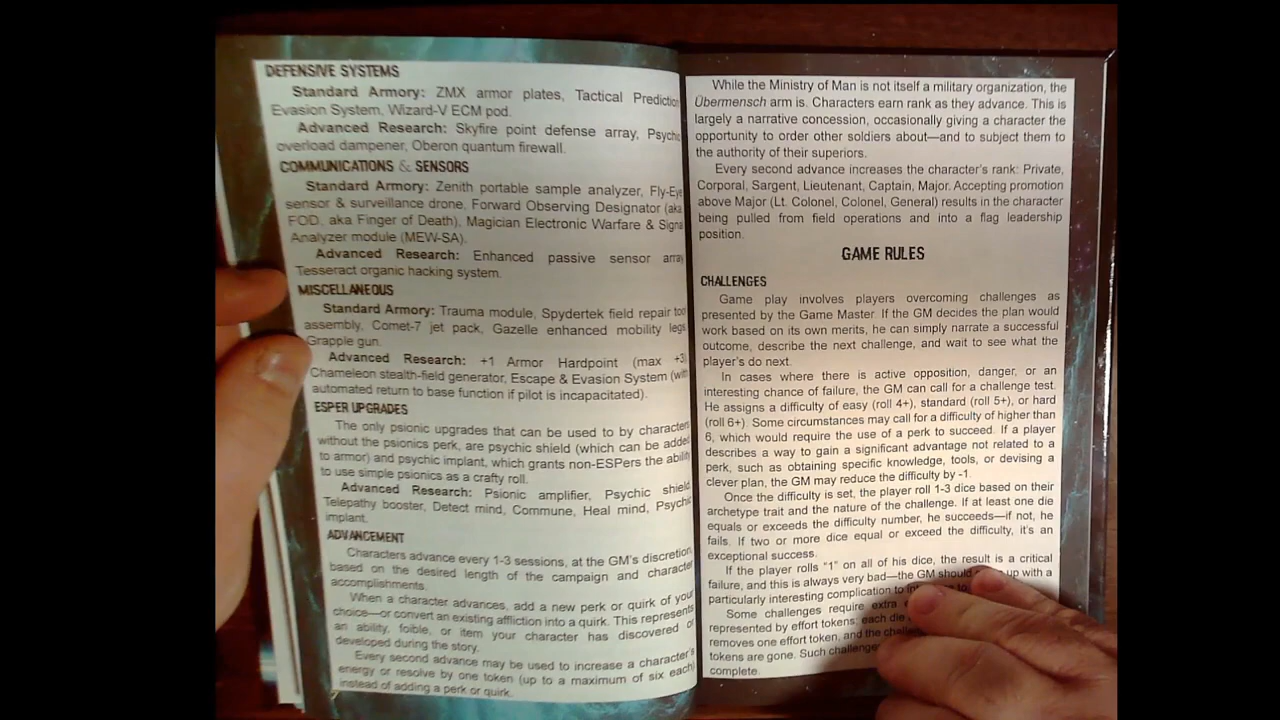 DEFENSIVE SYSTEMS
Standard Armory: ZMX armor plates, Tactical Prediction
Evasion System, Wizard-V ECM pod.
Advanced Research: Skyfire point defense array, Psychic
overload dampener, Oberon quantum firewall.
COMMUNICATIONS & SENSORS
Standard Armory: Zenith portable sample analyzer, Fly-Eye
sensor & surveillance drone, Forward Observing Designator (aka
FOD, aka Finger of Death), Magician Electronic Warfare & Signal
Analyzer module (MEW-SA).
Advanced Research: Enhanced passive sensor array
Tesseract organic hacking system.
MISCELLANEOUS
Standard Armory: Trauma module, Spydertek field repair tool
assembly, Comet-7 jet pack, Gazelle enhanced mobility legs
Grapple gun.
Advanced Research: +1 Armor Hardpoint (max +3)
Chameleon stealth-field generator, Escape & Evasion System (with
automated return to base function if pilot is incapacitated).
ESPER UPGRADES
The only psionic upgrades that can be used to by characters
without the psionics perk, are psychic shield (which can be added
to armor) and psychic implant, which grants non-ESPers the ability
to use simple psionics as a crafty roll.
Advanced Research: Psionic amplifier, Psychic shield
Telepathy booster, Detect mind, Commune, Heal mind, Psychic
implant.
ADVANCEMENT
Characters advance every 1-3 sessions, at the GM's discretion,
based on the desired length of the campaign and character
accomplishments.
When a character advances, add a new perk or quirk of your
choice—or convert an existing affliction into a quirk. This represents
an ability, foible, or item your character has discovered or
developed during the story.
Every second advance may be used to increase a character's
energy or resolve by one token (up to a maximum of six each)
instead of adding a perk or quirk.
While the Ministry of Man is not itself a military organization, the
Übermensch arm is. Characters earn rank as they advance. This is
largely a narrative concession, occasionally giving a character the
opportunity to order other soldiers about—and to subject them to
the authority of their superiors.
Every second advance increases the character's rank: Private,
Corporal, Sargent, Lieutenant, Captain, Major. Accepting promotion
above Major (Lt. Colonel, Colonel, General) results in the character
being pulled from field operations and into a flag leadership
position.
GAME RULES
CHALLENGES
Game play involves players overcoming challenges as
presented by the Game Master. If the GM decides the plan would
work based on its own merits, he can simply narrate a successful
outcome, describe the next challenge, and wait to see what the
player's do next.
In cases where there is active opposition, danger, or an
interesting chance of failure, the GM can call for a challenge test.
He assigns a difficulty of easy (roll 4+), standard (roll 5+), or hard
(roll 6+). Some circumstances may call for a difficulty of higher than
6, which would require the use of a perk to succeed. If a player
describes a way to gain a significant advantage not related to a
perk, such as obtaining specific knowledge, tools, or devising a
clever plan, the GM may reduce the difficulty by -1.
Once the difficulty is set, the player roll 1-3 dice based on their
archetype trait and the nature of the challenge. If at least one die
equals or exceeds the difficulty number, he succeeds—if not, he
fails. If two or more dice equal or exceed the difficulty, it's an
exceptional success.
If the player rolls "1" on all of his dice, the result is a critical
failure, and this is always very bad—the GM should up with a
particularly interesting complication to
Some challenges require extra
represented by effort tokens: each die
removes one effort token, and the
tokens are gone. Such
complete.